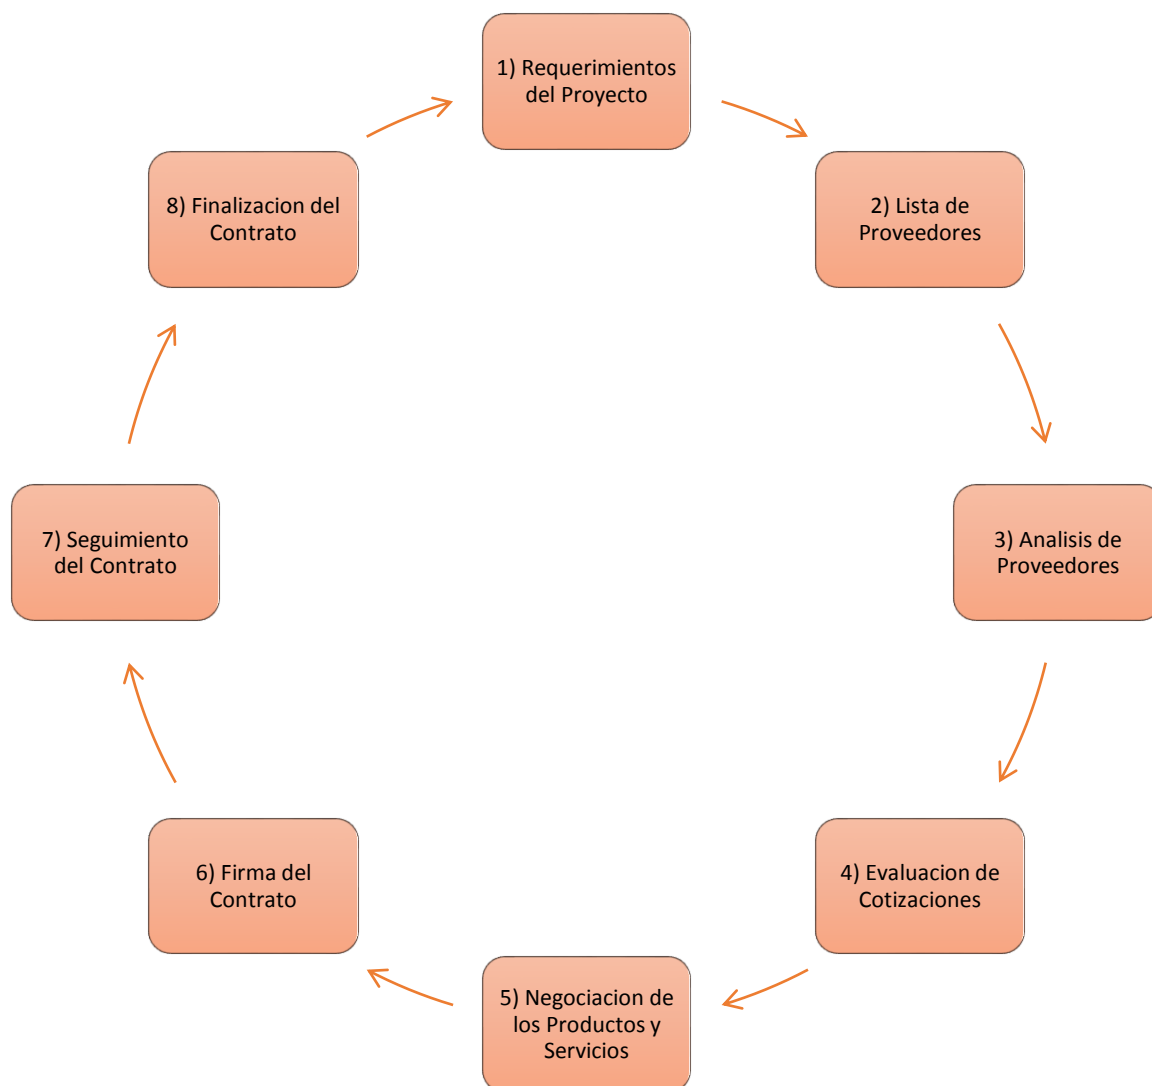 1) Requerimientos
del Proyecto
2) Lista de
Proveedores
3) Analisis de
Proveedores
4) Evaluacion de
Cotizaciones
5) Negociacion de
los Productos y
Servicios
6) Firma del
Contrato
7) Seguimiento
del Contrato
8) Finalizacion del
Contrato